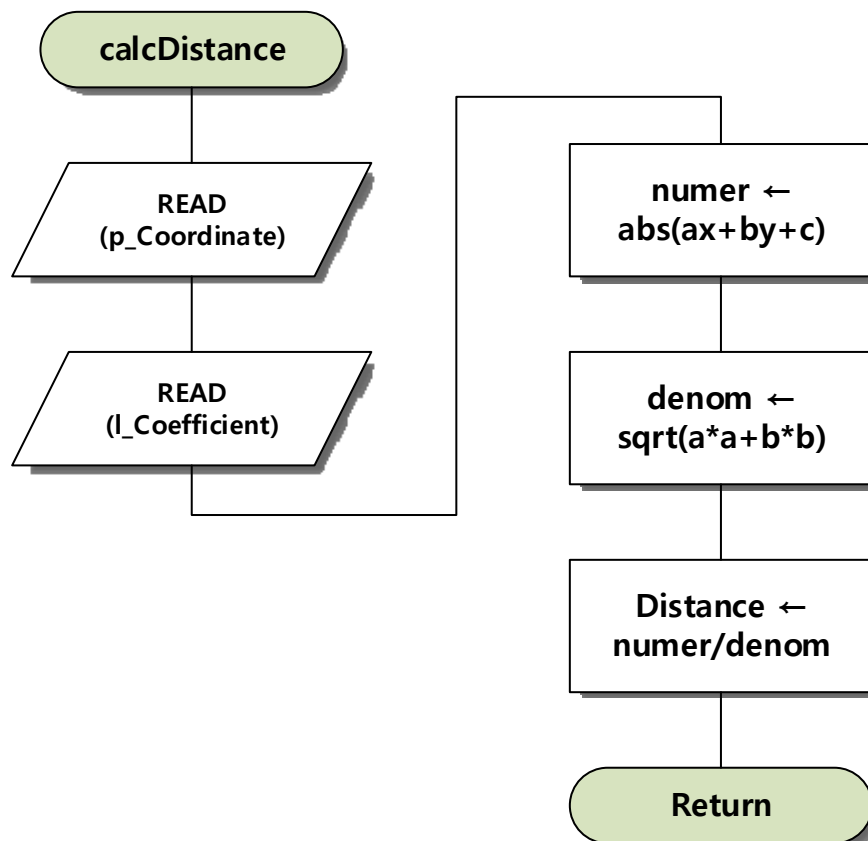 calcDistance
READ
(p_Coordinate)
READ
(l_Coefficient)
numer ←
abs(ax+by+c)
denom ←
sqrt(a*a+b*b)
Distance ←
numer/denom
Return